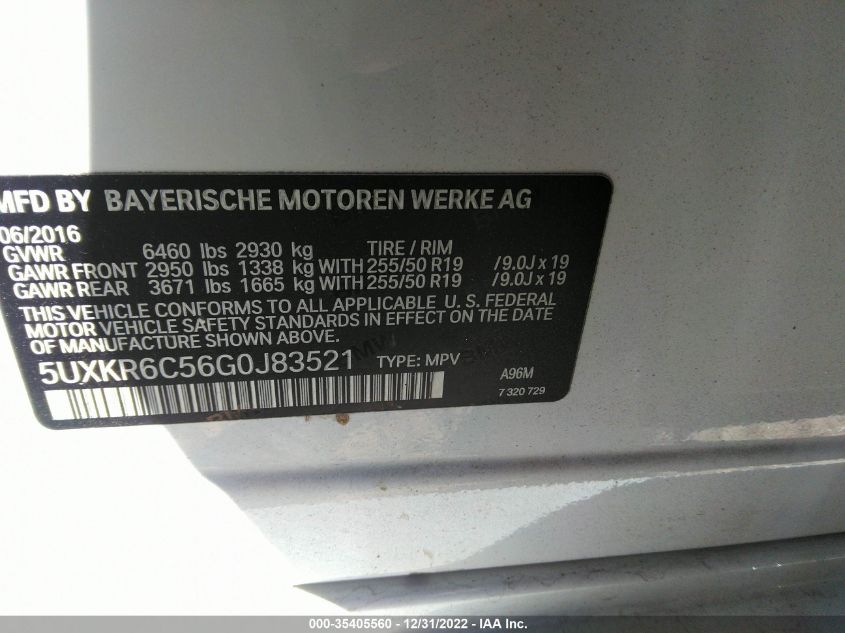 MFD BY BAYERISCHE MOTOREN WERKE AG
06/2016
GVWR 6460 lbs 2930 kg TIRE / RIM
GAWR FRONT 2950 lbs 1338 kg WITH 255/50 R19 /9.0J x 19
GAWR REAR 3671 lbs 1665 kg WITH 255/50 R19 /9.0J x 19
THIS VEHICLE CONFORMS TO ALL APPLICABLE U. S. FEDERAL
MOTOR VEHICLE SAFETY STANDARDS IN EFFECT ON THE DATE
OF MANUFACTURE SHOWN ABOVE.
5UXKR6C56G0J83521 TYPE: MPV A96M
7 320 729
000-35405560 - 12/31/2022 - IAA Inc.